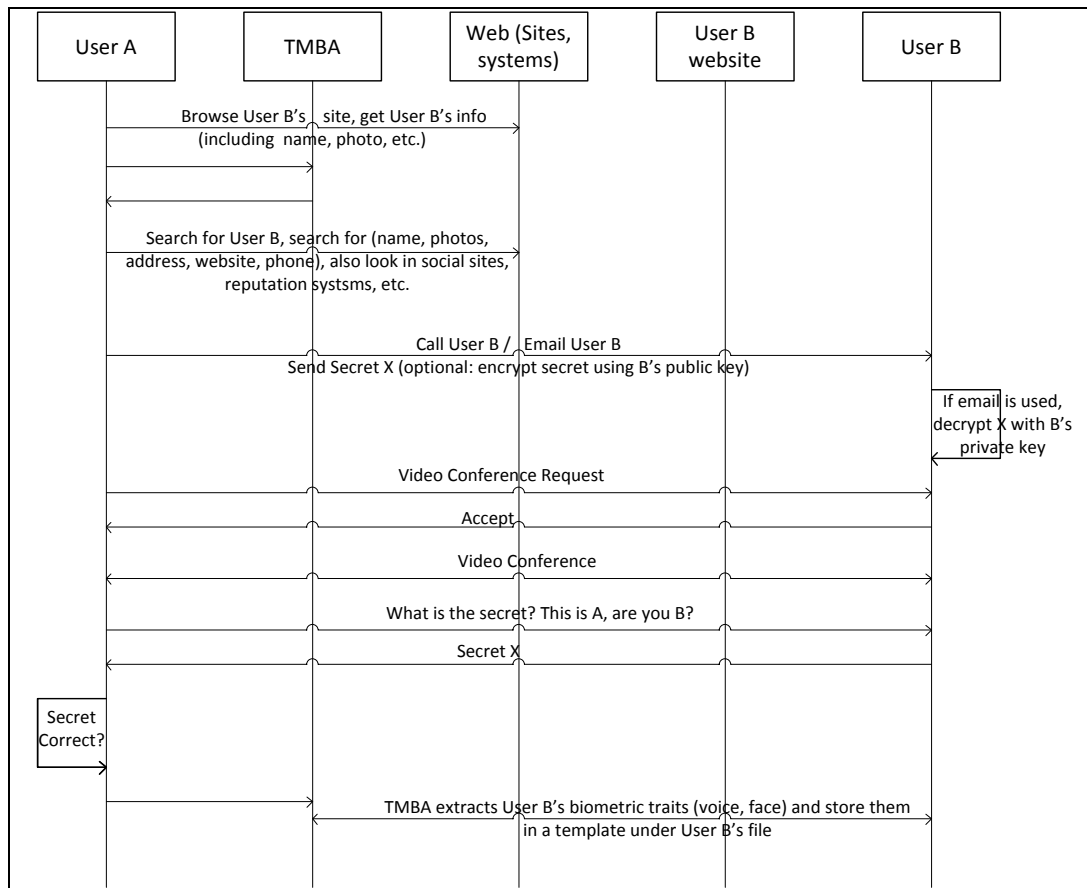 User A
TMBA
Web (Sites,
systems)
User B
website
User B
Browse User B's site, get User B's info
(including name, photo, etc.)
Search for User B, search for (name, photos,
address, website, phone), also look in social sites,
reputation systsms, etc.
Call User B / Email User B
Send Secret X (optional: encrypt secret using B's public key)
If email is used,
decrypt X with B's
private key
Video Conference Request
Accept
Video Conference
What is the secret? This is A, are you B?
Secret X
Secret
Correct?
TMBA extracts User B's biometric traits (voice, face) and store them
in a template under User B's file